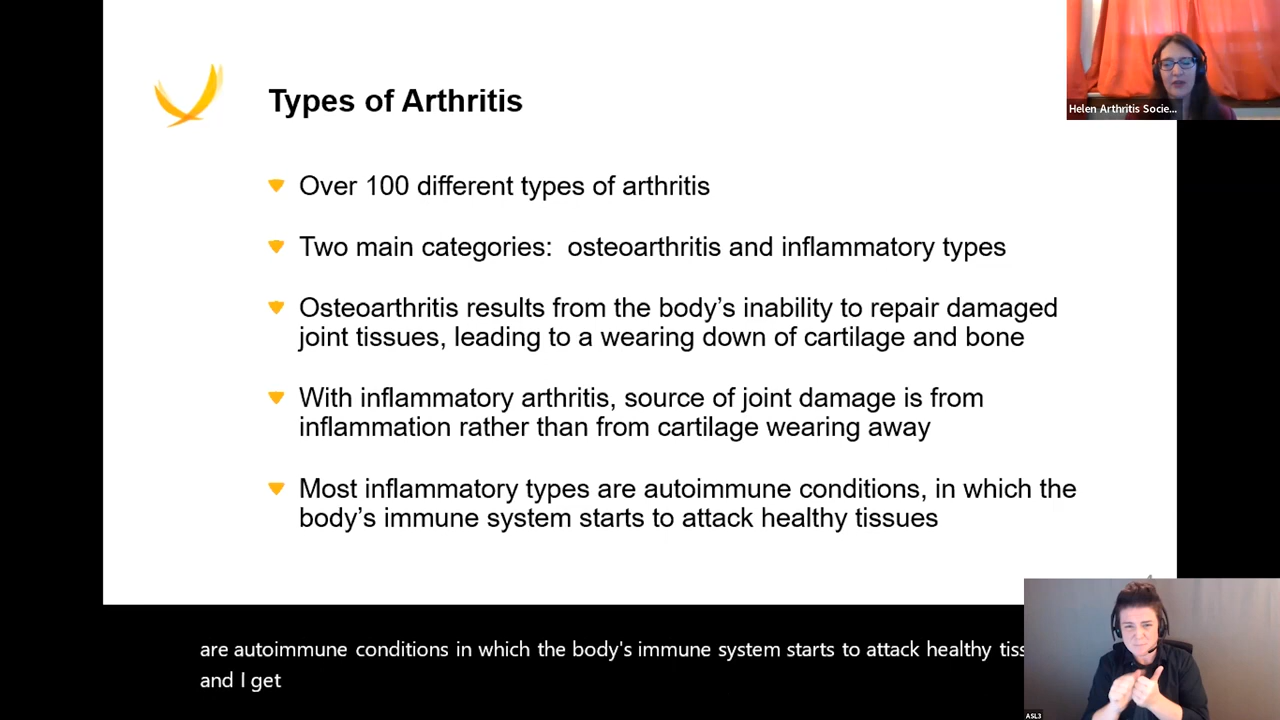 Types of Arthritis
Over 100 different types of arthritis
Two main categories:  osteoarthritis and inflammatory types
Osteoarthritis results from the body's inability to repair damaged
joint tissues, leading to a wearing down of cartilage and bone
With inflammatory arthritis, source of joint damage is from
inflammation rather than from cartilage wearing away
Most inflammatory types are autoimmune conditions, in which the
body's immune system starts to attack healthy tissues
Helen Arthritis Socie...
are autoimmune conditions in which the body's immune system starts to attack healthy
and I get
ASL3